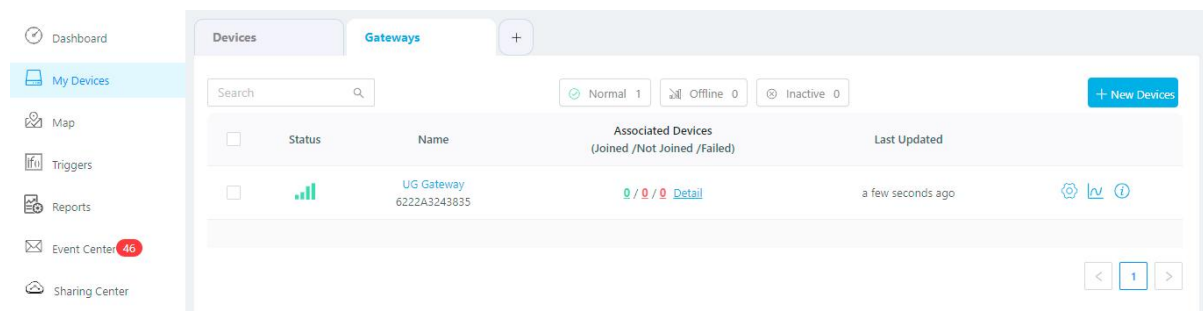 Dashboard
My Devices
Map
Triggers
Reports
Event Center 46
Sharing Center
Devices
Gateways
+
Search
Normal 1
Offline 0
Inactive 0
+ New Devices
Status
Name
Associated Devices
(Joined /Not Joined /Failed)
Last Updated
UG Gateway
6222A3243835
0 / 0 / 0 Detail
a few seconds ago
< 1 >